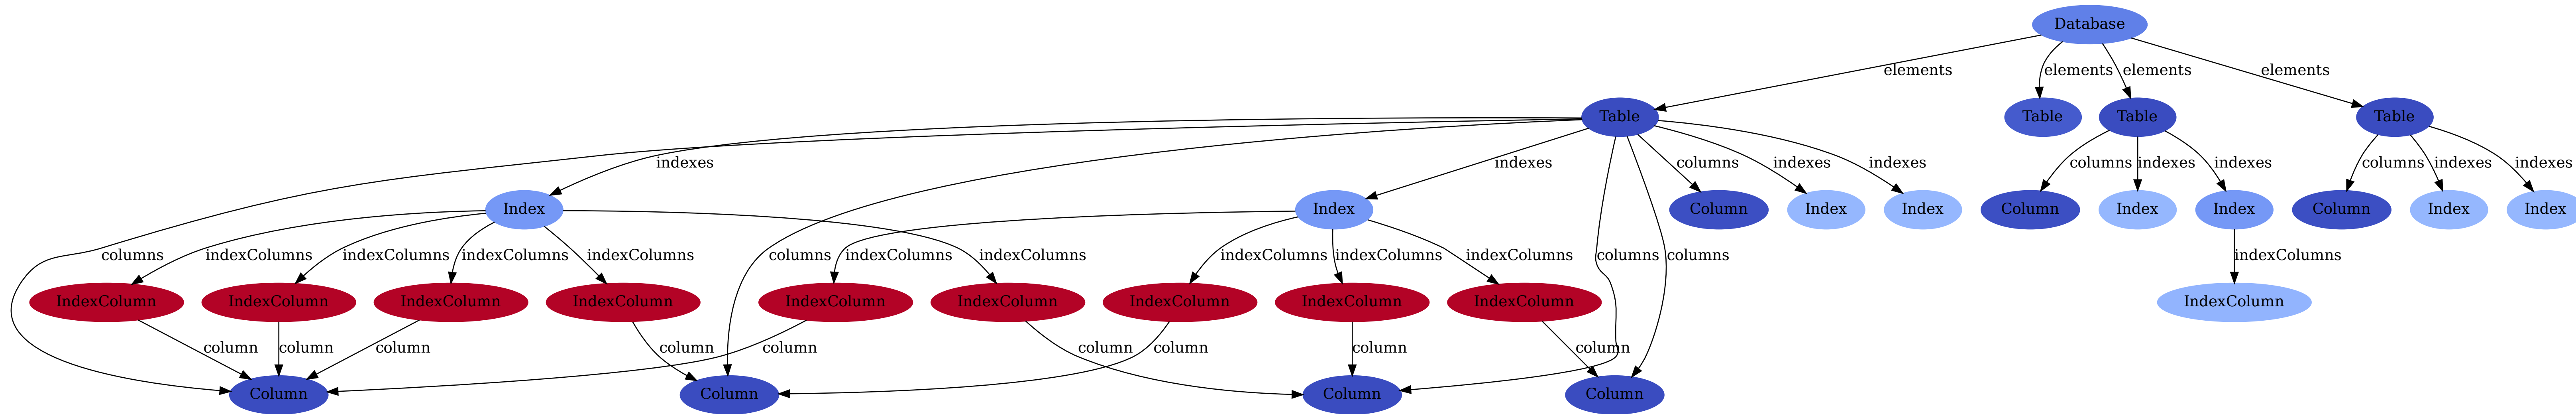 Database
elements elements elements elements
Table Table Table Table
indexes indexes columns indexes indexes columns indexes indexes columns indexes indexes
Index Index Column Index Index Column Index Index Column Index Index
columns indexColumns indexColumns indexColumns indexColumns columns indexColumns indexColumns indexColumns indexColumns indexColumns columns columns indexColumns
IndexColumn IndexColumn IndexColumn IndexColumn IndexColumn IndexColumn IndexColumn IndexColumn IndexColumn IndexColumn
column column column column column column column column column
Column Column Column Column